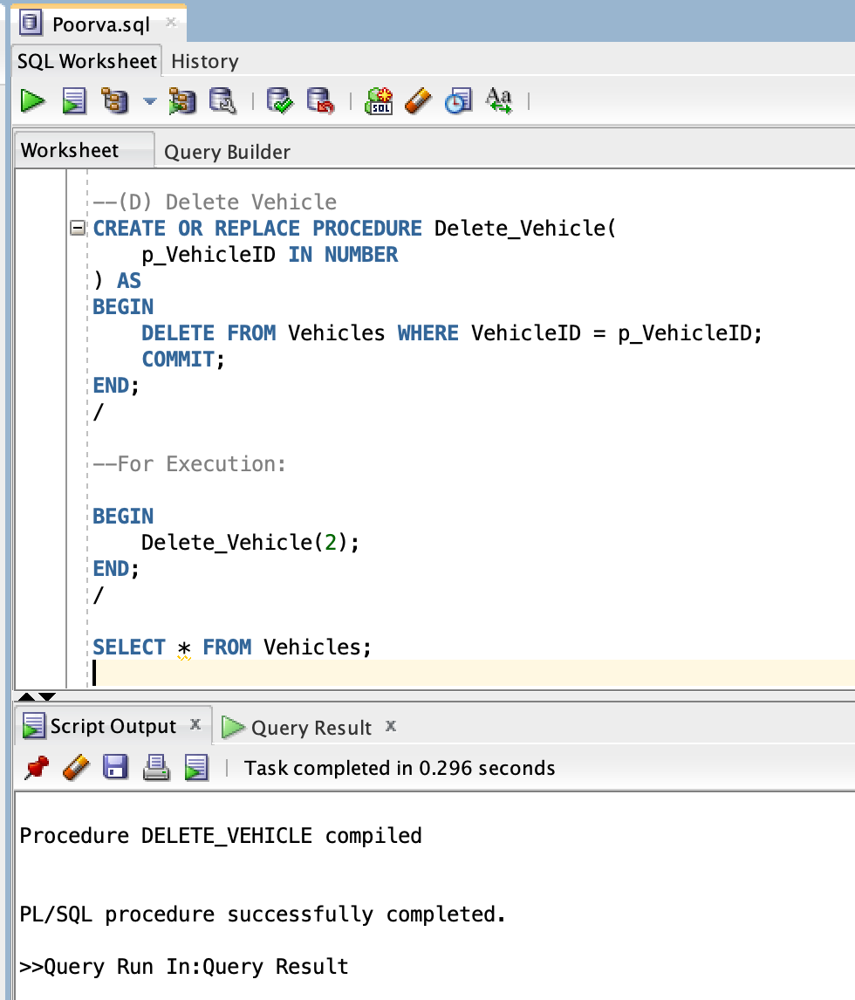 Poorva.sql
SQL Worksheet History
SQL
Aa
Worksheet Query Builder
--(D) Delete Vehicle
CREATE OR REPLACE PROCEDURE Delete_Vehicle(
    p_VehicleID IN NUMBER
) AS
BEGIN
    DELETE FROM Vehicles WHERE VehicleID = p_VehicleID;
    COMMIT;
END;
/
--For Execution:
BEGIN
    Delete_Vehicle(2);
END;
/
SELECT * FROM Vehicles;
Script Output x Query Result x
Task completed in 0.296 seconds
Procedure DELETE_VEHICLE compiled
PL/SQL procedure successfully completed.
>>Query Run In:Query Result